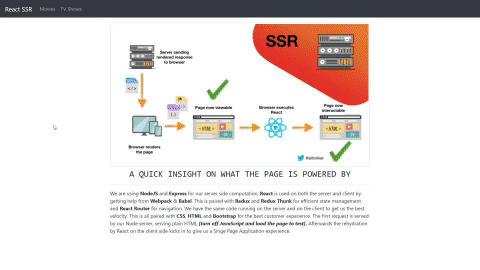 React SSR Movies TV Shows
SSR
Server sending
rendered response
to browser
Page now viewable
Browser executes
React
Page now
interactable
HTML
HTML
Browser renders
the page
A QUICK INSIGHT ON WHAT THE PAGE IS POWERED BY
We are using NodeJS and Express for our server side computation, React is used on both the server and client by
getting help from Webpack & Babel. This is paired with Redux and Redux Thunk for efficient state management
and React Router for navigation. We have the same code running on the server and on the client to get us the best
velocity. This is all paired with CSS, HTML and Bootstrap for the best customer experience. The First request is served
by our Node server, serving plain HTML (turn off JavaScript and load the page to test). Afterwards the rehydration
by React on the client side kicks in to give us a Singe Page Application experience.